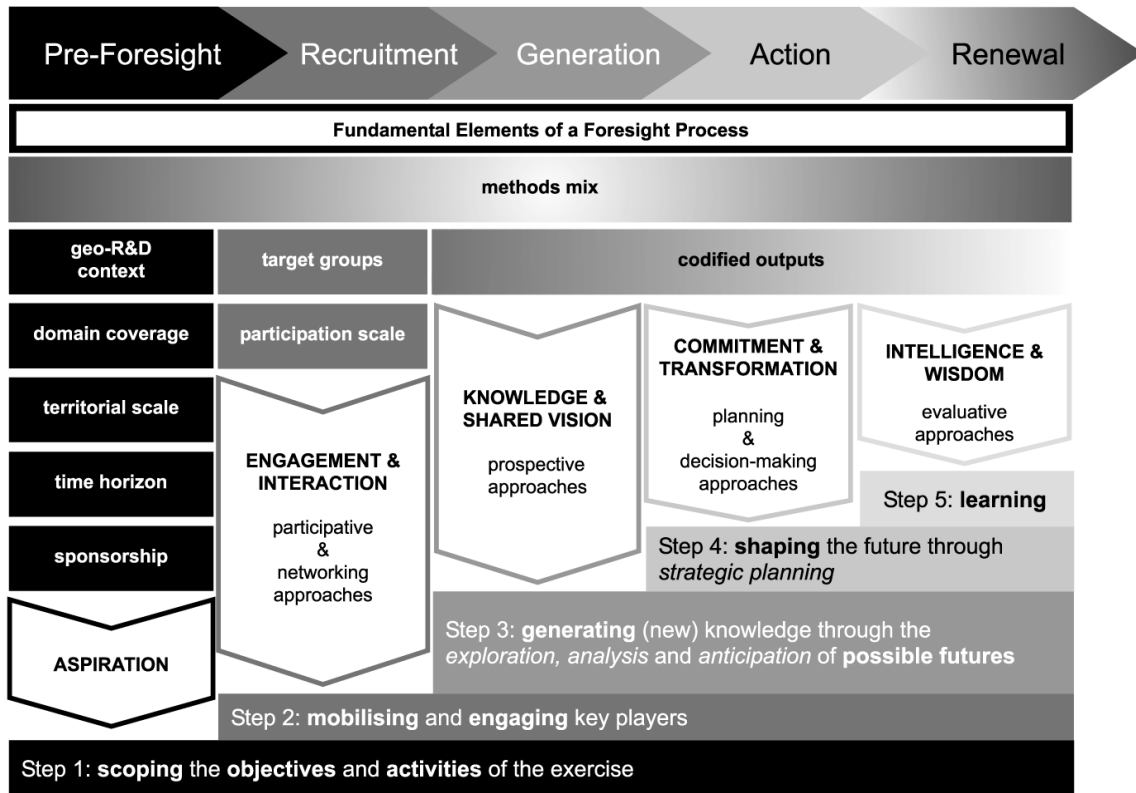 Pre-Foresight
Recruitment
Generation
Action
Renewal
Fundamental Elements of a Foresight Process
methods mix
geo-R&D
context
target groups
codified outputs
domain coverage
participation scale
territorial scale
time horizon
sponsorship
ASPIRATION
ENGAGEMENT &
INTERACTION
participative
&
networking
approaches
KNOWLEDGE &
SHARED VISION
prospective
approaches
COMMITMENT &
TRANSFORMATION
planning
&
decision-making
approaches
INTELLIGENCE &
WISDOM
evaluative
approaches
Step 5: learning
Step 4: shaping the future through
strategic planning
Step 3: generating (new) knowledge through the
exploration, analysis and anticipation of possible futures
Step 2: mobilising and engaging key players
Step 1: scoping the objectives and activities of the exercise